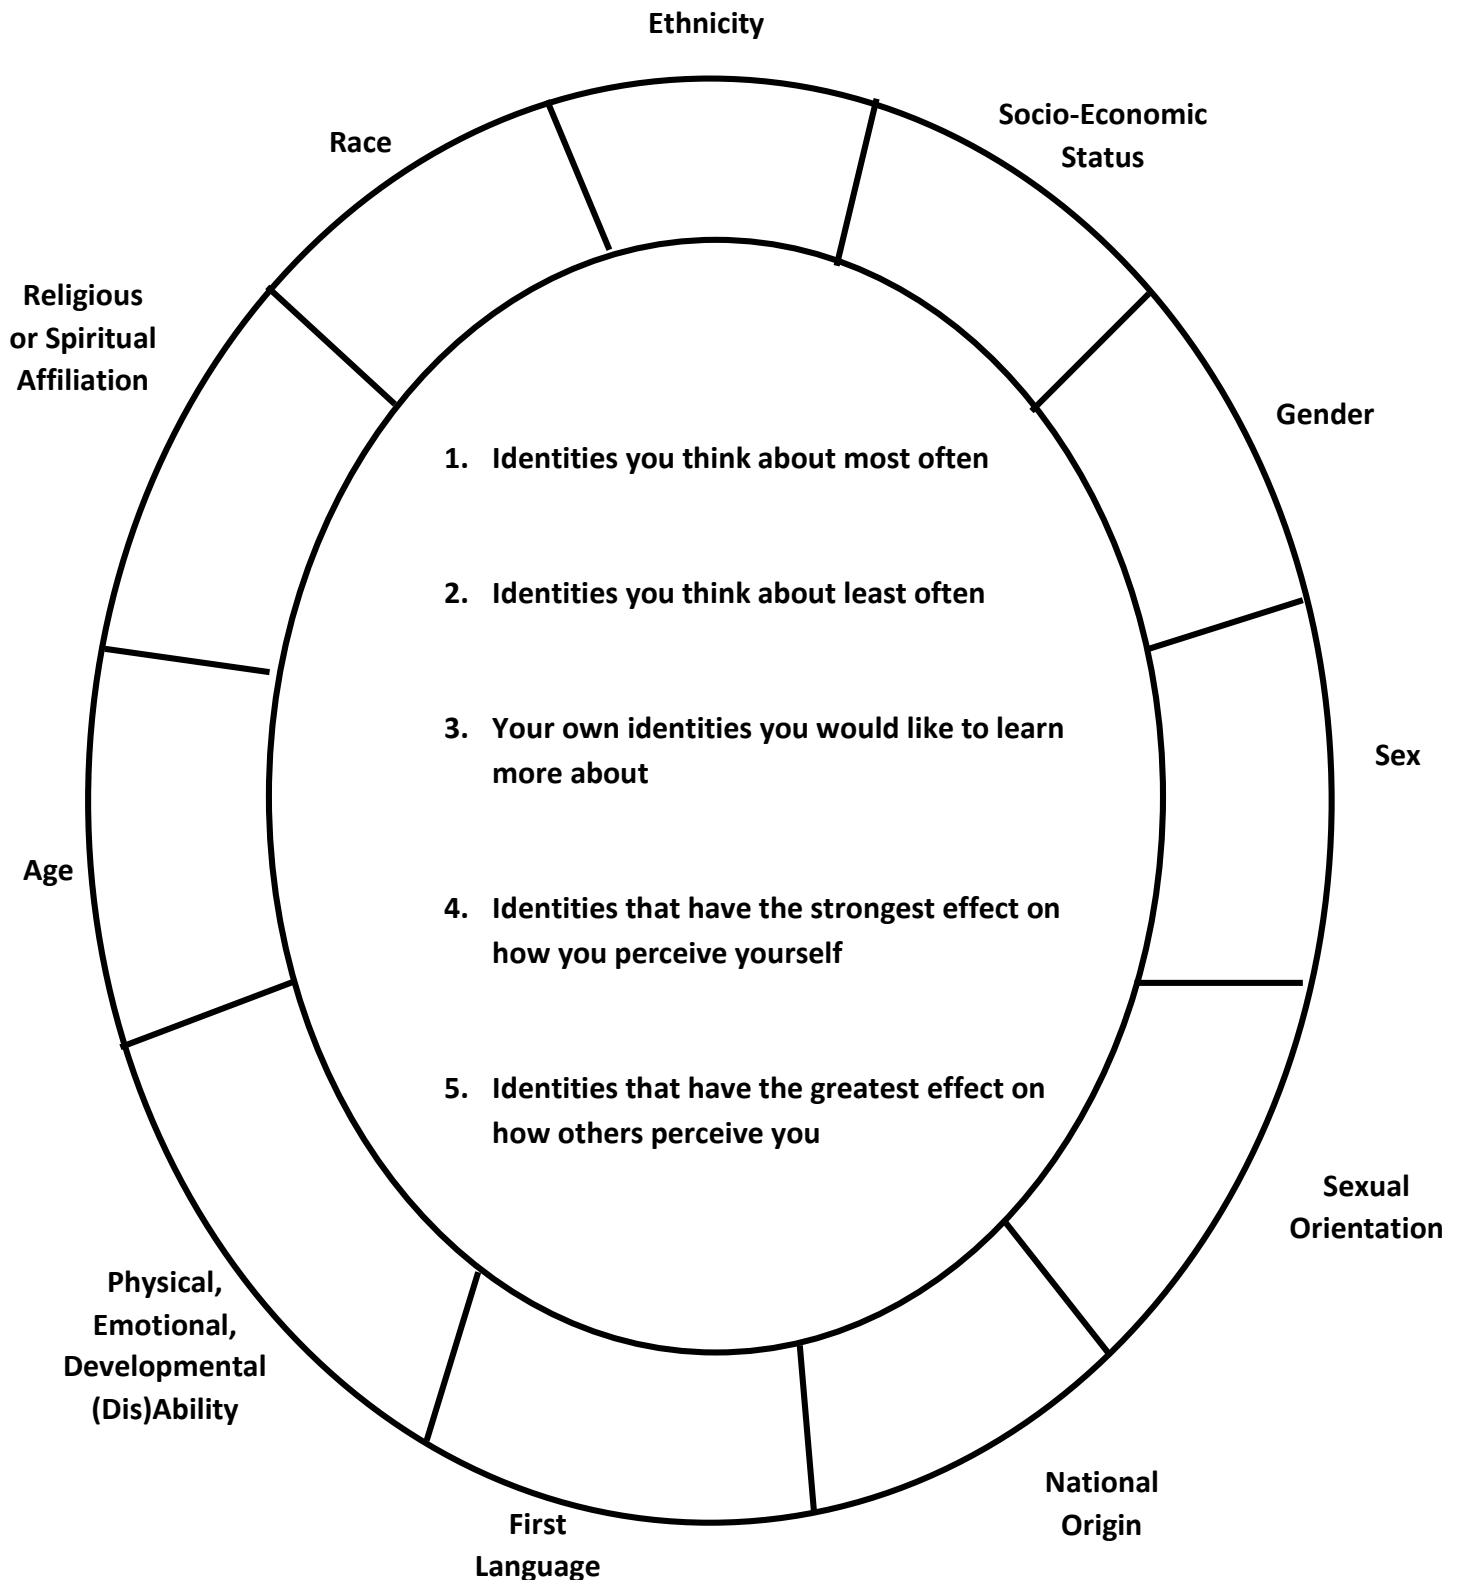 Ethnicity
Socio-Economic
Status
Race
Religious
or Spiritual
Affiliation
Gender
1. Identities you think about most often
2. Identities you think about least often
3. Your own identities you would like to learn
more about
Sex
Age
4. Identities that have the strongest effect on
how you perceive yourself
5. Identities that have the greatest effect on
how others perceive you
Sexual
Orientation
Physical,
Emotional,
Developmental
(Dis)Ability
National
Origin
First
Language